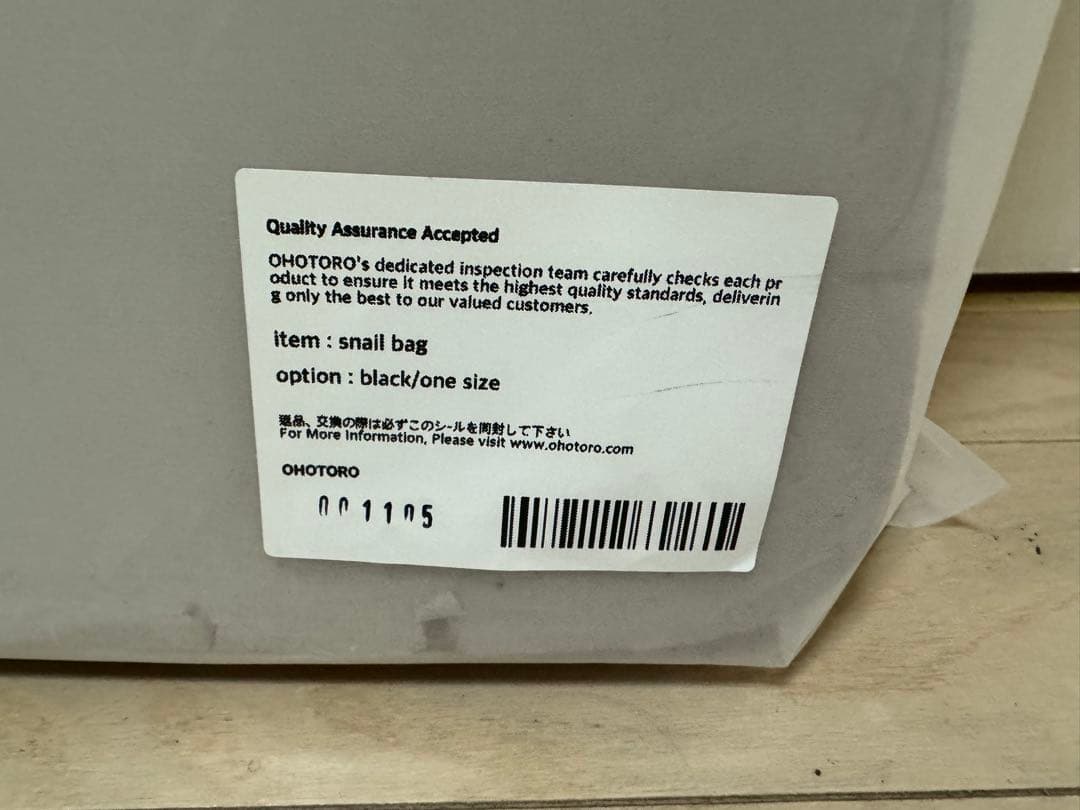 Quality Assurance Accepted
OHOTORO's dedicated inspection team carefully checks each pr
oduct to ensure it meets the highest quality standards, deliverin
g only the best to our valued customers.
item : snail bag
option : black/one size
返品、交換の際は必ずこのシールを同封して下さい
For More Information, Please visit www.ohotoro.com
OHOTORO
001105